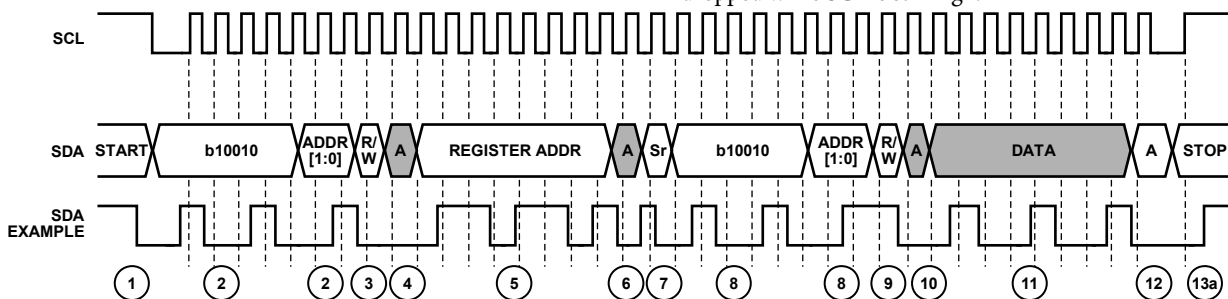 dropped
SCL
SDA START b10010 ADDR [1:0] R/W A REGISTER ADDR A Sr b10010 ADDR [1:0] R/W A DATA A STOP
SDA
EXAMPLE
1 2 2 3 4 5 6 7 8 8 9 10 11 12 13a